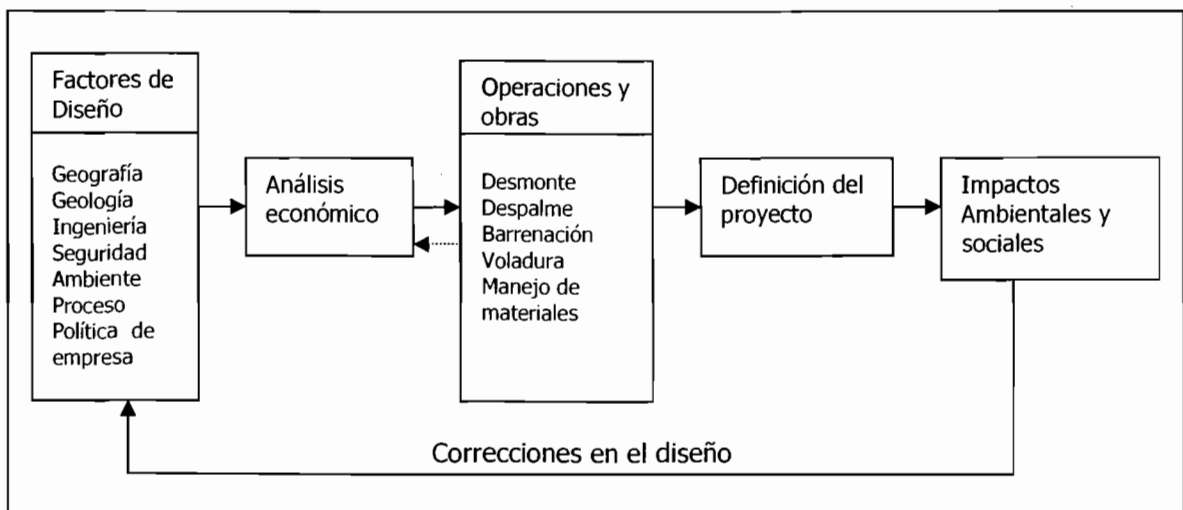 Factores de
Diseño
Geografía
Geología
Ingeniería
Seguridad
Ambiente
Proceso
Política de
empresa
Análisis
económico
Operaciones y
obras
Desmonte
Despalme
Barrenación
Voladura
Manejo de
materiales
Definición del
proyecto
Impactos
Ambientales y
sociales
Correcciones en el diseño